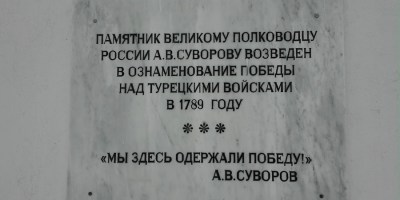 ПАМЯТНИК ВЕЛИКОМУ ПОЛКОВОДЦУ
РОССИИ А.В.СУВОРОВУ ВОЗВЕДЕН
В ОЗНАМЕНОВАНИЕ ПОБЕДЫ
НАД ТУРЕЦКИМИ ВОЙСКАМИ
В 1789 ГОДУ
***
«МЫ ЗДЕСЬ ОДЕРЖАЛИ ПОБЕДУ!»
А.В.СУВОРОВ